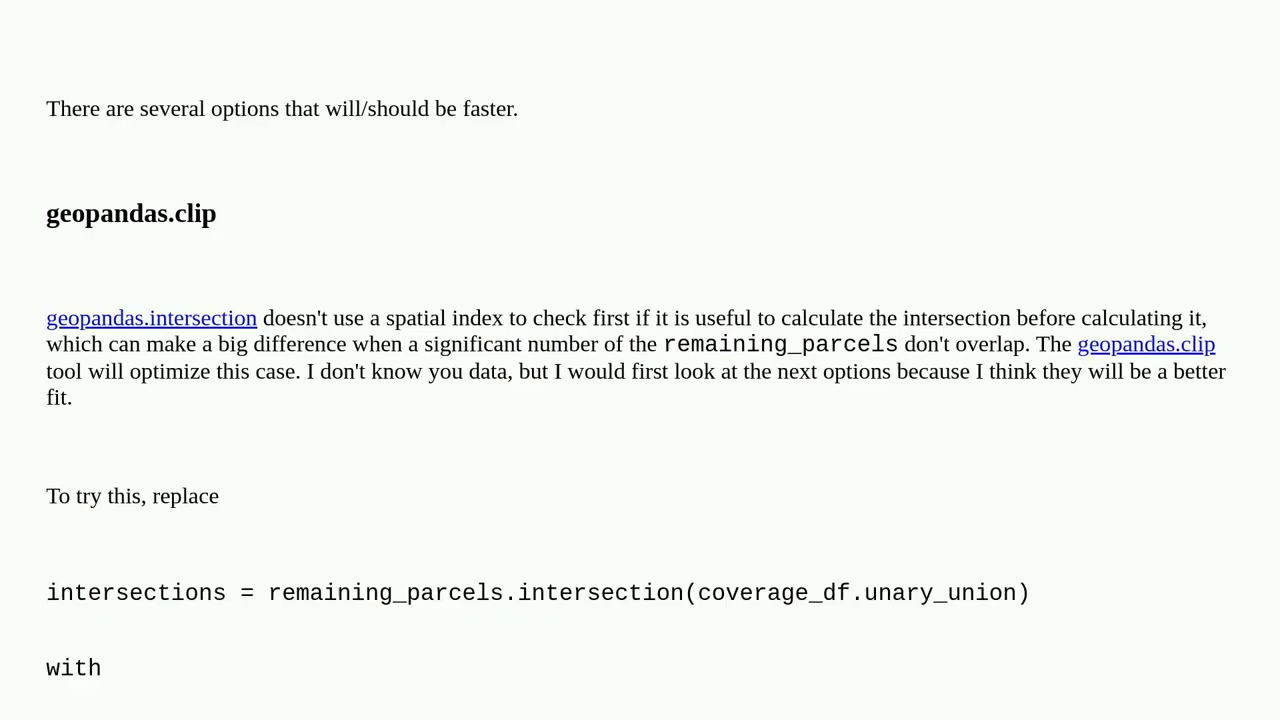 There are several options that will/should be faster.
geopandas.clip
geopandas.intersection doesn't use a spatial index to check first if it is useful to calculate the intersection before calculating it,
which can make a big difference when a significant number of the remaining_parcels don't overlap. The geopandas.clip
tool will optimize this case. I don't know you data, but I would first look at the next options because I think they will be a better
fit.
To try this, replace
intersections = remaining_parcels.intersection(coverage_df.unary_union)
with